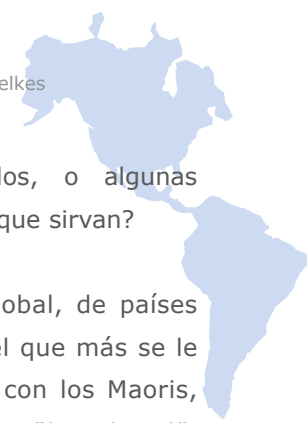 elkes
los, o algunas
que sirvan?
obal, de países
el que más se le
con los Maoris,